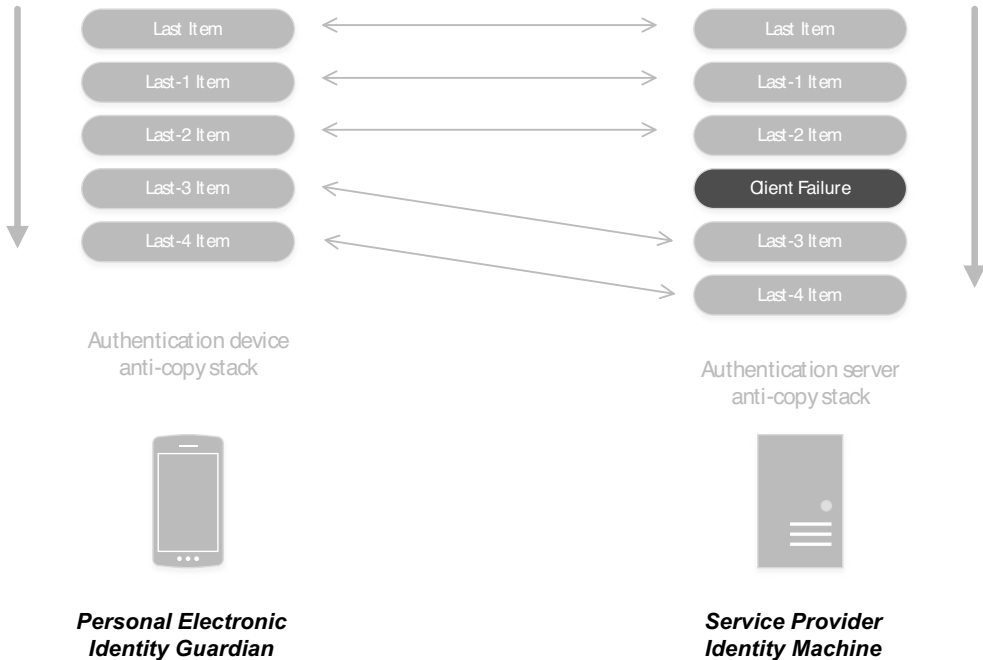 Last Item
Last Item
Last-1 Item
Last-1 Item
Last-2 Item
Last-2 Item
Last-3 Item
Client Failure
Last-4 Item
Last-3 Item
Last-4 Item
Authentication device
anti-copy stack
Authentication server
anti-copy stack
Personal Electronic
Identity Guardian
Service Provider
Identity Machine